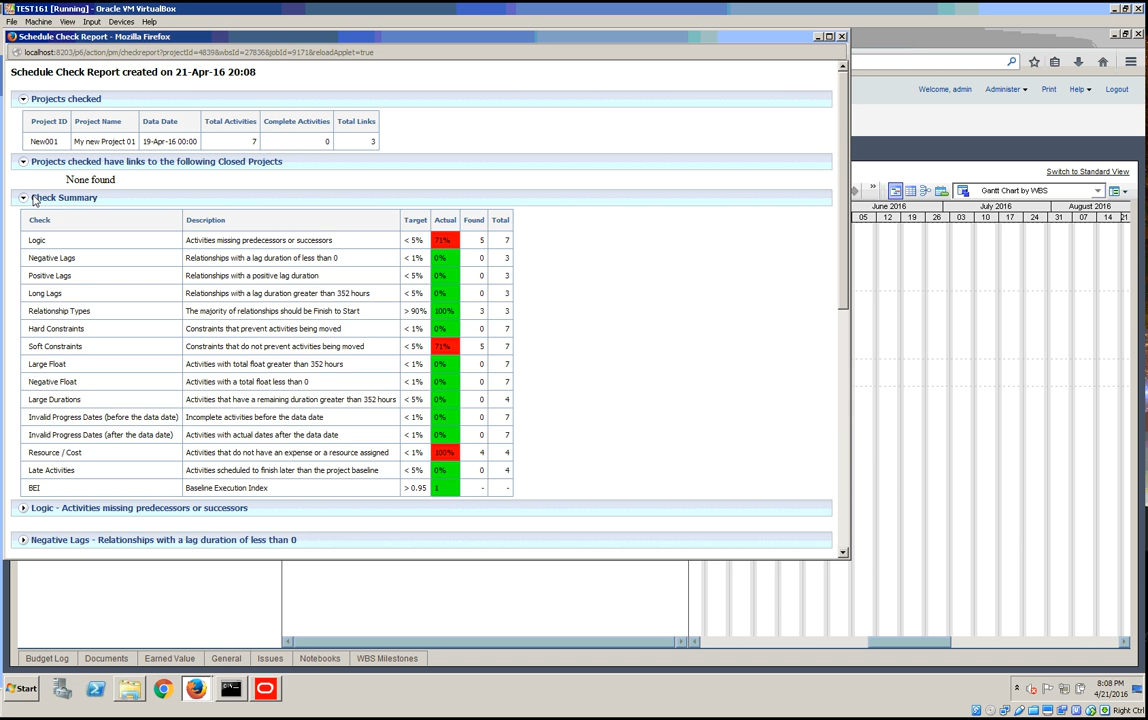 TEST161 [Running] - Oracle VM VirtualBox
File Machine View Input Devices Help
Schedule Check Report - Mozilla Firefox
localhost:8203/p6/action/pm/checkreport?projectId=4839&wbsId=27836&jobId=9171&reloadApplet=true
Schedule Check Report created on 21-Apr-16 20:08
Welcome, admin Administer Print Help Logout
Projects checked
Project ID Project Name Data Date Total Activities Complete Activities Total Links
New001 My new Project 01 19-Apr-16 00:00 7 0 3
Projects checked have links to the following Closed Projects
None found
Switch to Standard View
» Gantt Chart by WBS
Check Summary
June 2016 July 2016 August 2016
05 12 19 26 03 10 17 24 31 07 14 21
Check Description Target Actual Found Total
Logic Activities missing predecessors or successors < 5% 71% 5 7
Negative Lags Relationships with a lag duration of less than 0 < 1% 0% 0 3
Positive Lags Relationships with a positive lag duration < 5% 0% 0 3
Long Lags Relationships with a lag duration greater than 352 hours < 5% 0% 0 3
Relationship Types The majority of relationships should be Finish to Start > 90% 100% 3 3
Hard Constraints Constraints that prevent activities being moved < 1% 0% 0 7
Soft Constraints Constraints that do not prevent activities being moved < 5% 71% 5 7
Large Float Activities with total float greater than 352 hours < 1% 0% 0 7
Negative Float Activities with a total float less than 0 < 1% 0% 0 7
Large Durations Activities that have a remaining duration greater than 352 hours < 5% 0% 0 4
Invalid Progress Dates (before the data date) Incomplete activities before the data date < 1% 0% 0 7
Invalid Progress Dates (after the data date) Activities with actual dates after the data date < 1% 0% 0 7
Resource / Cost Activities that do not have an expense or a resource assigned < 1% 100% 4 4
Late Activities Activities scheduled to finish later than the project baseline < 5% 0% 0 4
BEI Baseline Execution Index > 0.95 1 - -
Logic - Activities missing predecessors or successors
Negative Lags - Relationships with a lag duration of less than 0
Budget Log Documents Earned Value General Issues Notebooks WBS Milestones
Start
8:08 PM
4/21/2016
Right Ctrl